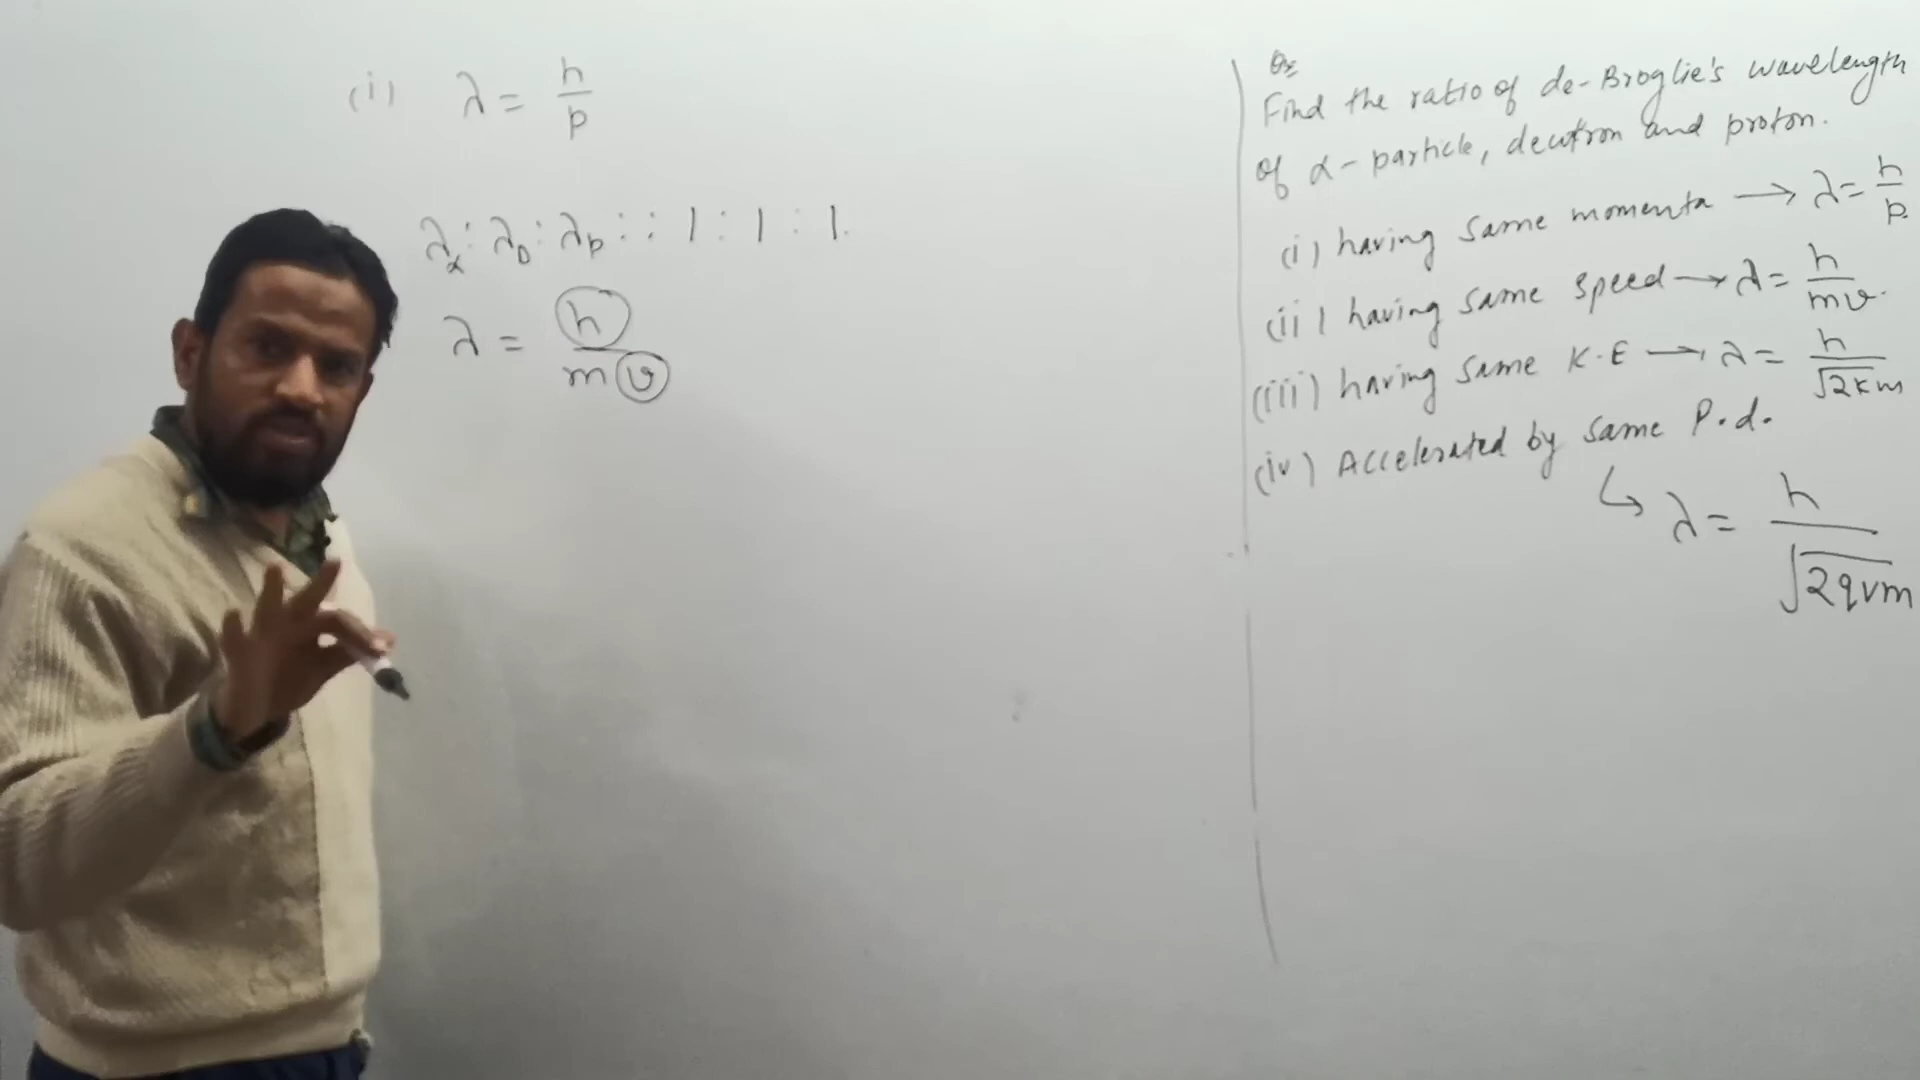 (i) λ = h/p
λα : λD : λp : : 1 : 1 : 1.
λ = h/mv
Qs
Find the ratio of de-Broglie's wavelength
of α-particle, deutron and proton.
(i) having same momenta → λ = h/p
(ii) having same speed → λ = h/mv.
(iii) having same K.E → λ = h/√2Km
(iv) Accelerated by same P.d.
↳ λ = h/√2qVm